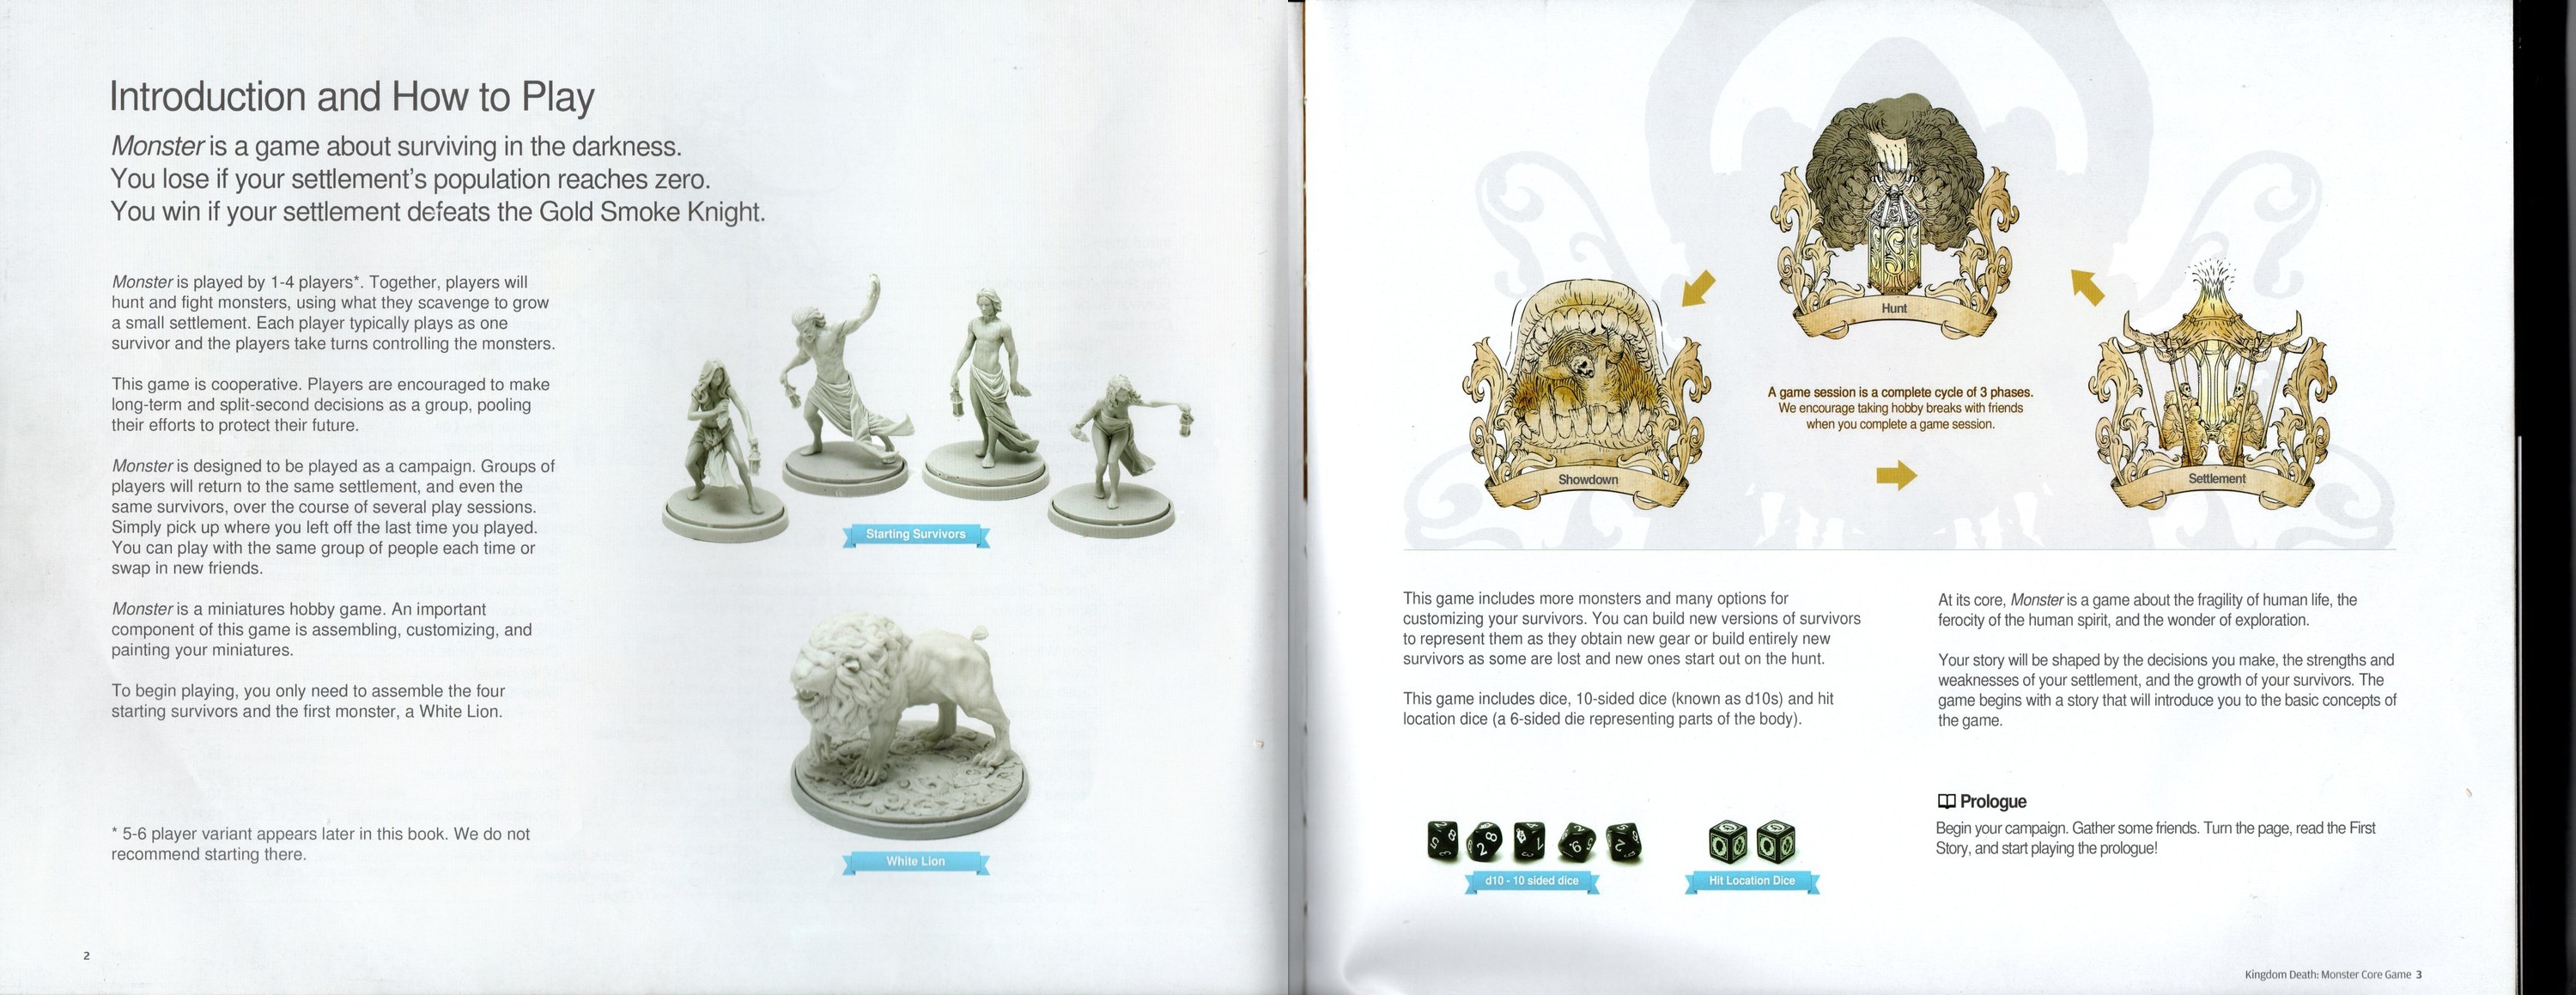 Introduction and How to Play
Monster is a game about surviving in the darkness.
You lose if your settlement's population reaches zero.
You win if your settlement defeats the Gold Smoke Knight.
Monster is played by 1-4 players*. Together, players will
hunt and fight monsters, using what they scavenge to grow
a small settlement. Each player typically plays as one
survivor and the players take turns controlling the monsters.
This game is cooperative. Players are encouraged to make
long-term and split-second decisions as a group, pooling
their efforts to protect their future.
Monster is designed to be played as a campaign. Groups of
players will return to the same settlement, and even the
same survivors, over the course of several play sessions.
Simply pick up where you left off the last time you played.
You can play with the same group of people each time or
swap in new friends.
Monster is a miniatures hobby game. An important
component of this game is assembling, customizing, and
painting your miniatures.
To begin playing, you only need to assemble the four
starting survivors and the first monster, a White Lion.
* 5-6 player variant appears later in this book. We do not
recommend starting there.
Starting Survivors
White Lion
2
Hunt
Showdown
Settlement
A game session is a complete cycle of 3 phases.
We encourage taking hobby breaks with friends
when you complete a game session.
This game includes more monsters and many options for
customizing your survivors. You can build new versions of survivors
to represent them as they obtain new gear or build entirely new
survivors as some are lost and new ones start out on the hunt.
This game includes dice, 10-sided dice (known as d10s) and hit
location dice (a 6-sided die representing parts of the body).
d10 - 10 sided dice
Hit Location Dice
At its core, Monster is a game about the fragility of human life, the
ferocity of the human spirit, and the wonder of exploration.
Your story will be shaped by the decisions you make, the strengths and
weaknesses of your settlement, and the growth of your survivors. The
game begins with a story that will introduce you to the basic concepts of
the game.
Prologue
Begin your campaign. Gather some friends. Turn the page, read the First
Story, and start playing the prologue!
Kingdom Death: Monster Core Game 3